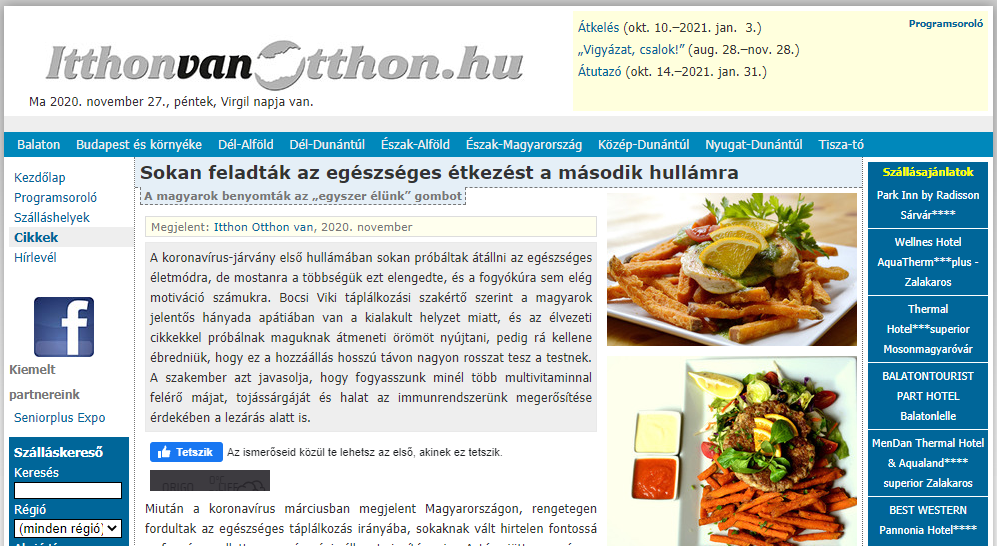 ItthonvanOtthon.hu
Ma 2020. november 27., péntek, Virgil napja van.
Átkelés (okt. 10.–2021. jan. 3.)
„Vigyázat, csalok!” (aug. 28.–nov. 28.)
Átutazó (okt. 14.–2021. jan. 31.)
Programsoroló
Balaton Budapest és környéke Dél-Alföld Dél-Dunántúl Észak-Alföld Észak-Magyarország Közép-Dunántúl Nyugat-Dunántúl Tisza-tó
Kezdőlap
Programsoroló
Szálláshelyek
Cikkek
Hírlevél
f
Kiemelt
partnereink
Seniorplus Expo
Szálláskereső
Keresés
Régió
(minden régió)
Sokan feladták az egészséges étkezést a második hullámra
A magyarok benyomták az „egyszer élünk” gombot
Megjelent: Itthon Otthon van, 2020. november
A koronavírus-járvány első hullámában sokan próbáltak átállni az egészséges
életmódra, de mostanra a többségük ezt elengedte, és a fogyókúra sem elég
motiváció számukra. Bocsi Viki táplálkozási szakértő szerint a magyarok
jelentős hányada apátiában van a kialakult helyzet miatt, és az élvezeti
cikkekkel próbálnak maguknak átmeneti örömöt nyújtani, pedig rá kellene
ébredniük, hogy ez a hozzáállás hosszú távon nagyon rosszat tesz a testnek.
A szakember azt javasolja, hogy fogyasszunk minél több multivitaminnal
felérő májat, tojássárgáját és halat az immunrendszerünk megerősítése
érdekében a lezárás alatt is.
Tetszik Az ismerőseid közül te lehetsz az első, akinek ez tetszik.
Miután a koronavírus márciusban megjelent Magyarországon, rengetegen
fordultak az egészséges táplálkozás irányába, sokaknak vált hirtelen fontossá
Szállásajánlatok
Park Inn by Radisson
Sárvár****
Wellnes Hotel
AquaTherm***plus -
Zalakaros
Thermal
Hotel***superior
Mosonmagyaróvár
BALATONTOURIST
PART HOTEL
Balatonlelle
MenDan Thermal Hotel
& Aqualand****
superior Zalakaros
BEST WESTERN
Pannonia Hotel****